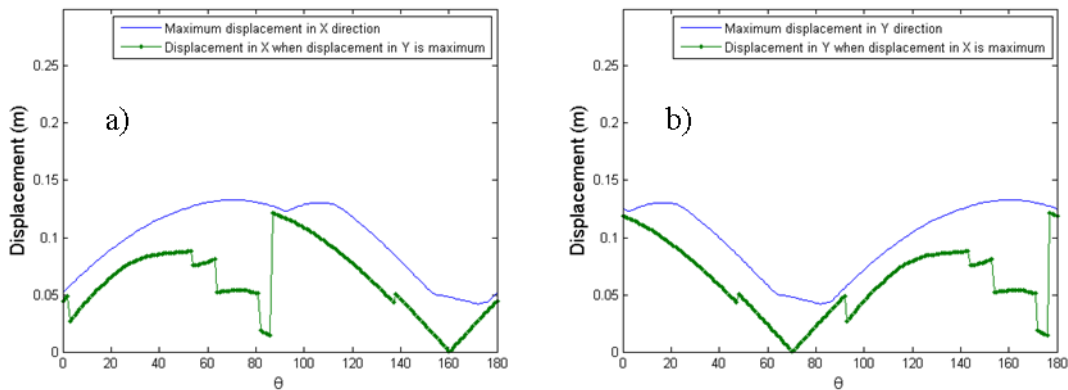 Maximum displacement in X direction
Displacement in X when displacement in Y is maximum
0.25
0.2
0.15
0.1
0.05
0
Displacement (m)
a)
0 20 40 60 80 100 120 140 160 180
θ
Maximum displacement in Y direction
Displacement in Y when displacement in X is maximum
0.25
0.2
0.15
0.1
0.05
0
Displacement (m)
b)
0 20 40 60 80 100 120 140 160 180
θ